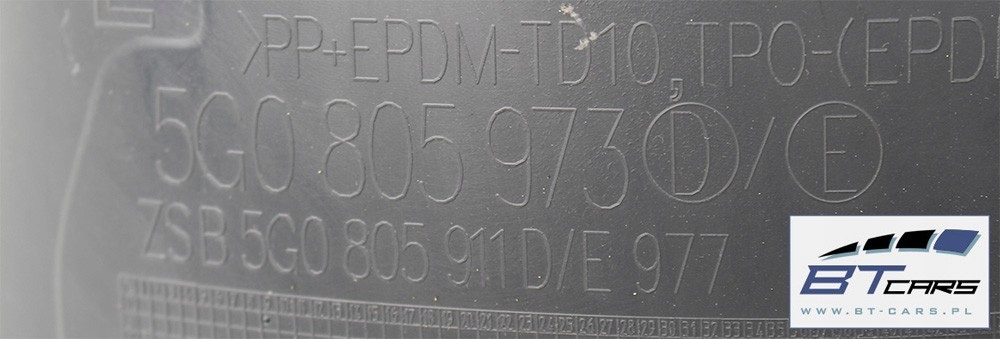 >PP+EPDM-TD10,TPO-(EPD
5G0 805 973 D/E
ZSB 5G0 805 911 D/E 977
BT CARS
WWW.BT-CARS.PL